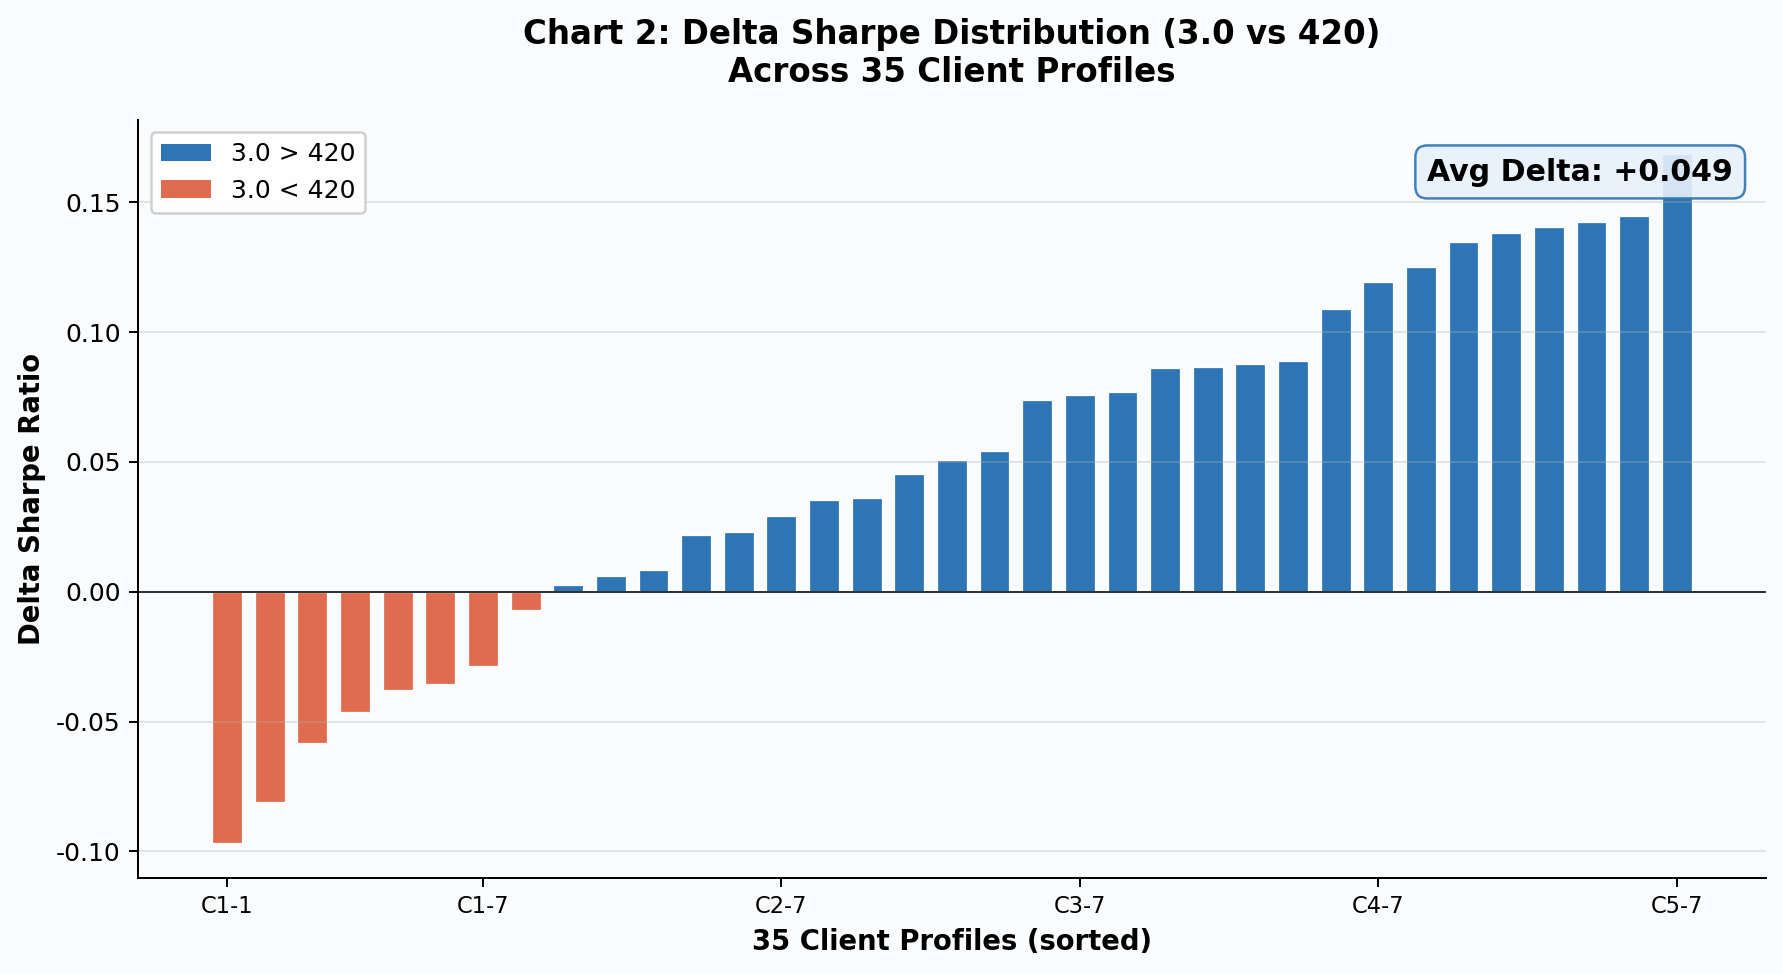 Chart 2: Delta Sharpe Distribution (3.0 vs 420)
Across 35 Client Profiles
3.0 > 420
3.0 < 420
Avg Delta: +0.049
Delta Sharpe Ratio
0.15
0.10
0.05
0.00
-0.05
-0.10
C1-1
C1-7
C2-7
C3-7
C4-7
C5-7
35 Client Profiles (sorted)